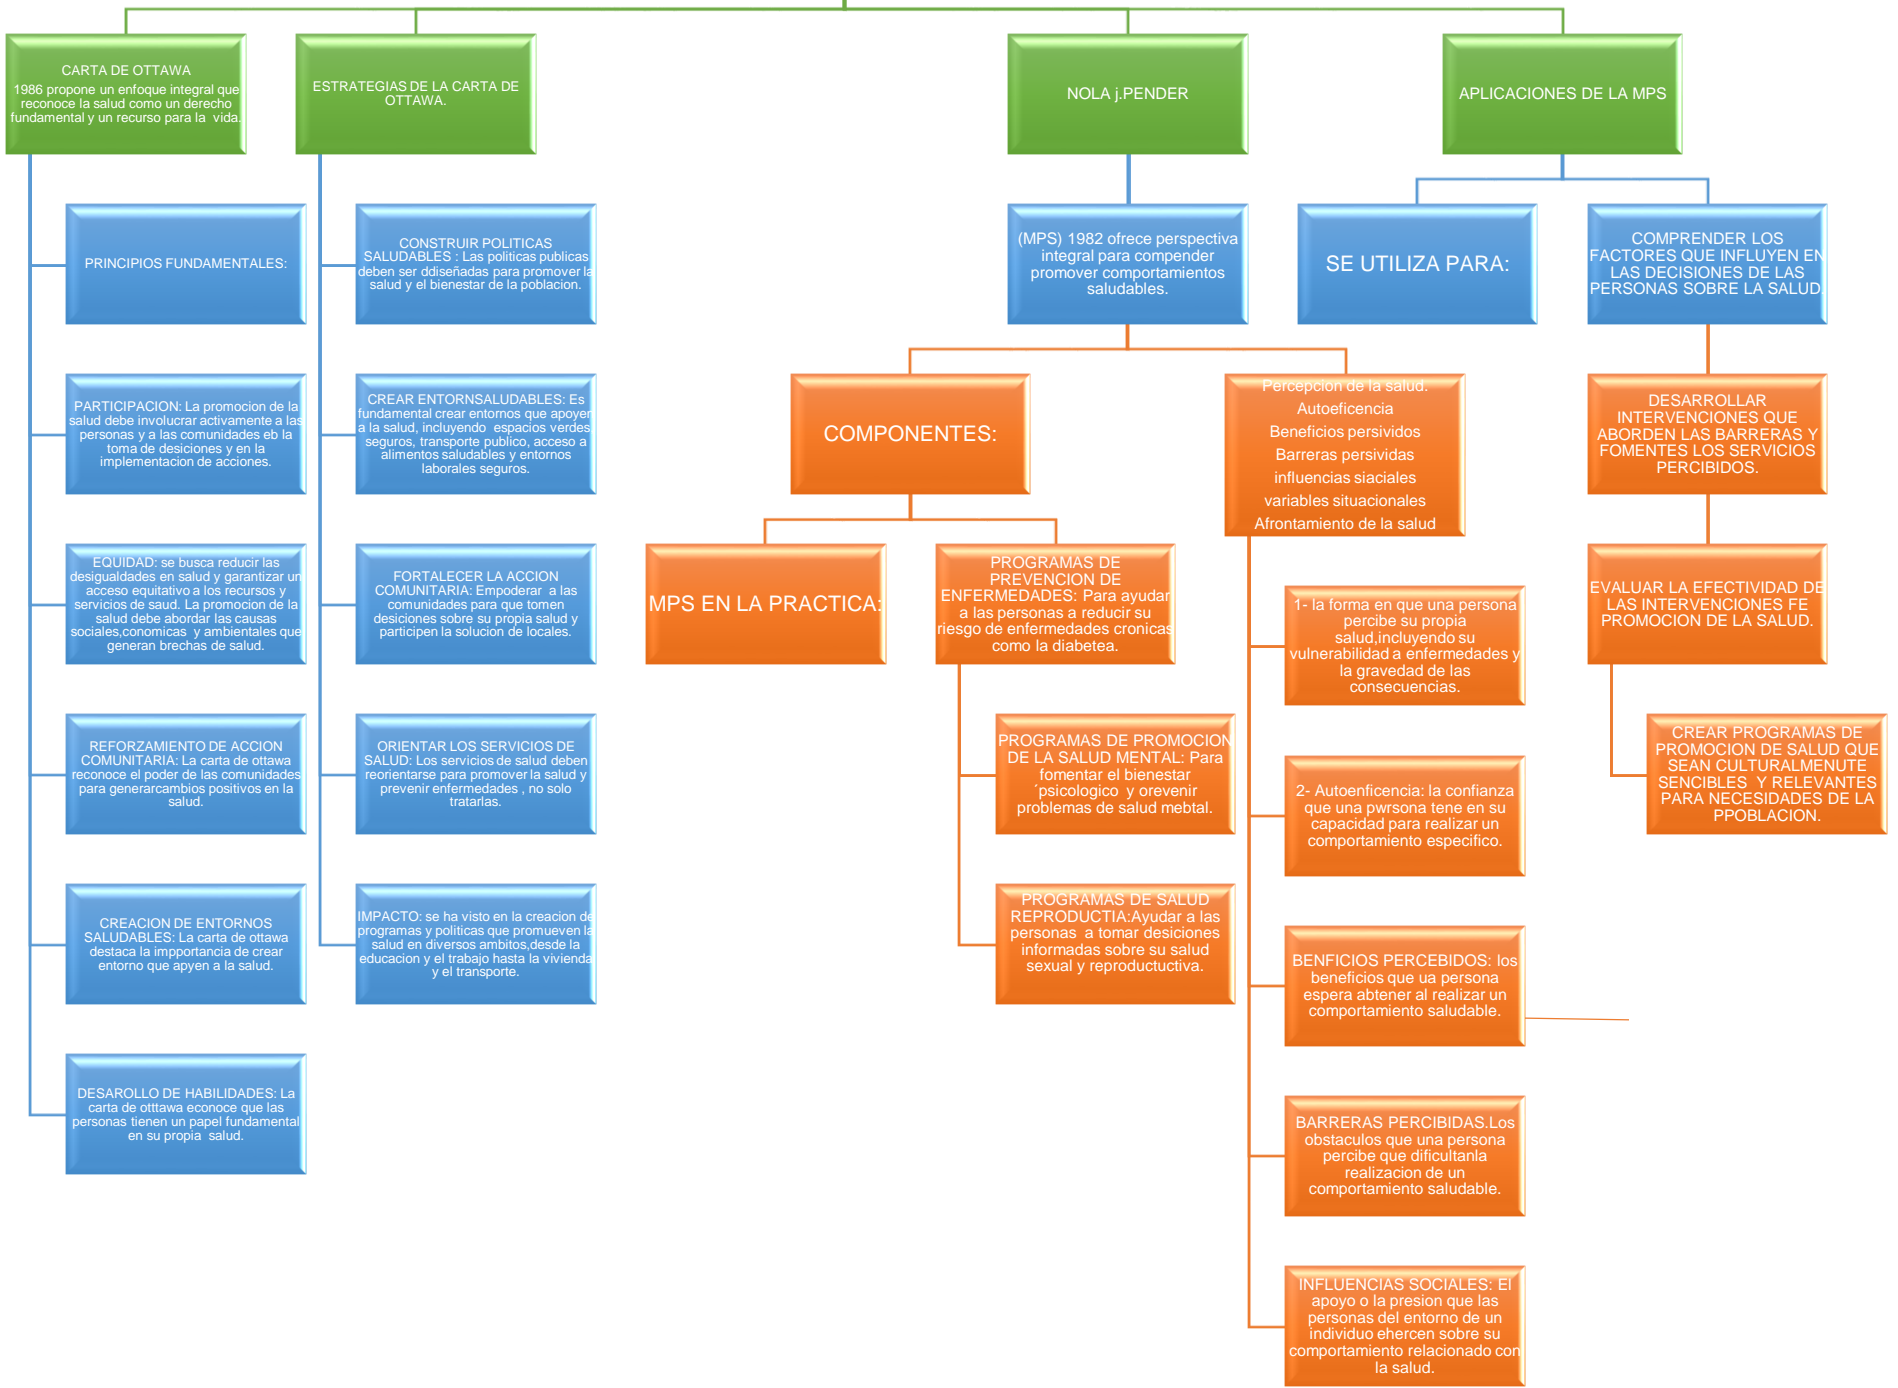 CARTA DE OTTAWA
1986 propone un enfoque integral que
reconoce la salud como un derecho
fundamental y un recurso para la vida.
PRINCIPIOS FUNDAMENTALES:
PARTICIPACION: La promocion de la
salud debe involucrar activamente a las
personas y a las comunidades eb la
toma de desiciones y en la
implementacion de acciones.
EQUIDAD: se busca reducir las
desigualdades en salud y garantizar un
acceso equitativo a los recursos y
servicios de saud. La promocion de la
salud debe abordar las causas
sociales,conomicas y ambientales que
generan brechas de salud.
REFORZAMIENTO DE ACCION
COMUNITARIA: La carta de ottawa
reconoce el poder de las comunidades
para generarcambios positivos en la
salud.
CREACION DE ENTORNOS
SALUDABLES: La carta de ottawa
destaca la impportancia de crear
entorno que apyen a la salud.
DESAROLLO DE HABILIDADES: La
carta de otttawa econoce que las
personas tienen un papel fundamental
en su propia salud.
ESTRATEGIAS DE LA CARTA DE
OTTAWA.
CONSTRUIR POLITICAS
SALUDABLES : Las politicas publicas
deben ser ddiseñadas para promover la
salud y el bienestar de la poblacion.
CREAR ENTORNSALUDABLES: Es
fundamental crear entornos que apoyen
a la salud, incluyendo espacios verdes
seguros, transporte publico, acceso a
alimentos saludables y entornos
laborales seguros.
FORTALECER LA ACCION
COMUNITARIA: Empoderar a las
comunidades para que tomen
desiciones sobre su propia salud y
participen la solucion de locales.
ORIENTAR LOS SERVICIOS DE
SALUD: Los servicios de salud deben
reorientarse para promover la salud y
prevenir enfermedades , no solo
tratarlas.
IMPACTO: se ha visto en la creacion de
programas y politicas que promueven la
salud en diversos ambitos,desde la
educacion y el trabajo hasta la vivienda
y el transporte.
NOLA j.PENDER
(MPS) 1982 ofrece perspectiva
integral para compender
promover comportamientos
saludables.
COMPONENTES:
MPS EN LA PRACTICA:
PROGRAMAS DE
PREVENCION DE
ENFERMEDADES: Para ayudar
a las personas a reducir su
riesgo de enfermedades cronicas
como la diabetea.
PROGRAMAS DE PROMOCION
DE LA SALUD MENTAL: Para
fomentar el bienestar
´psicologico y orevenir
problemas de salud mebtal.
PROGRAMAS DE SALUD
REPRODUCTIA:Ayudar a las
personas a tomar desiciones
informadas sobre su salud
sexual y reproductuctiva.
Percepcion de la salud.
Autoeficencia
Beneficios persividos
Barreras persividas
influencias siaciales
variables situacionales
Afrontamiento de la salud
1- la forma en que una persona
percibe su propia
salud,incluyendo su
vulnerabilidad a enfermedades y
la gravedad de las
consecuencias.
2- Autoenficencia: la confianza
que una pwrsona tene en su
capacidad para realizar un
comportamiento especifico.
BENFICIOS PERCEBIDOS: los
beneficios que ua persona
espera abtener al realizar un
comportamiento saludable.
BARRERAS PERCIBIDAS.Los
obstaculos que una persona
percibe que dificultanla
realizacion de un
comportamiento saludable.
INFLUENCIAS SOCIALES: El
apoyo o la presion que las
personas del entorno de un
individuo ehercen sobre su
comportamiento relacionado con
la salud.
APLICACIONES DE LA MPS
SE UTILIZA PARA:
COMPRENDER LOS
FACTORES QUE INFLUYEN EN
LAS DECISIONES DE LAS
PERSONAS SOBRE LA SALUD.
DESARROLLAR
INTERVENCIONES QUE
ABORDEN LAS BARRERAS Y
FOMENTES LOS SERVICIOS
PERCIBIDOS.
EVALUAR LA EFECTIVIDAD DE
LAS INTERVENCIONES FE
PROMOCION DE LA SALUD.
CREAR PROGRAMAS DE
PROMOCION DE SALUD QUE
SEAN CULTURALMENUTE
SENCIBLES Y RELEVANTES
PARA NECESIDADES DE LA
PPOBLACION.